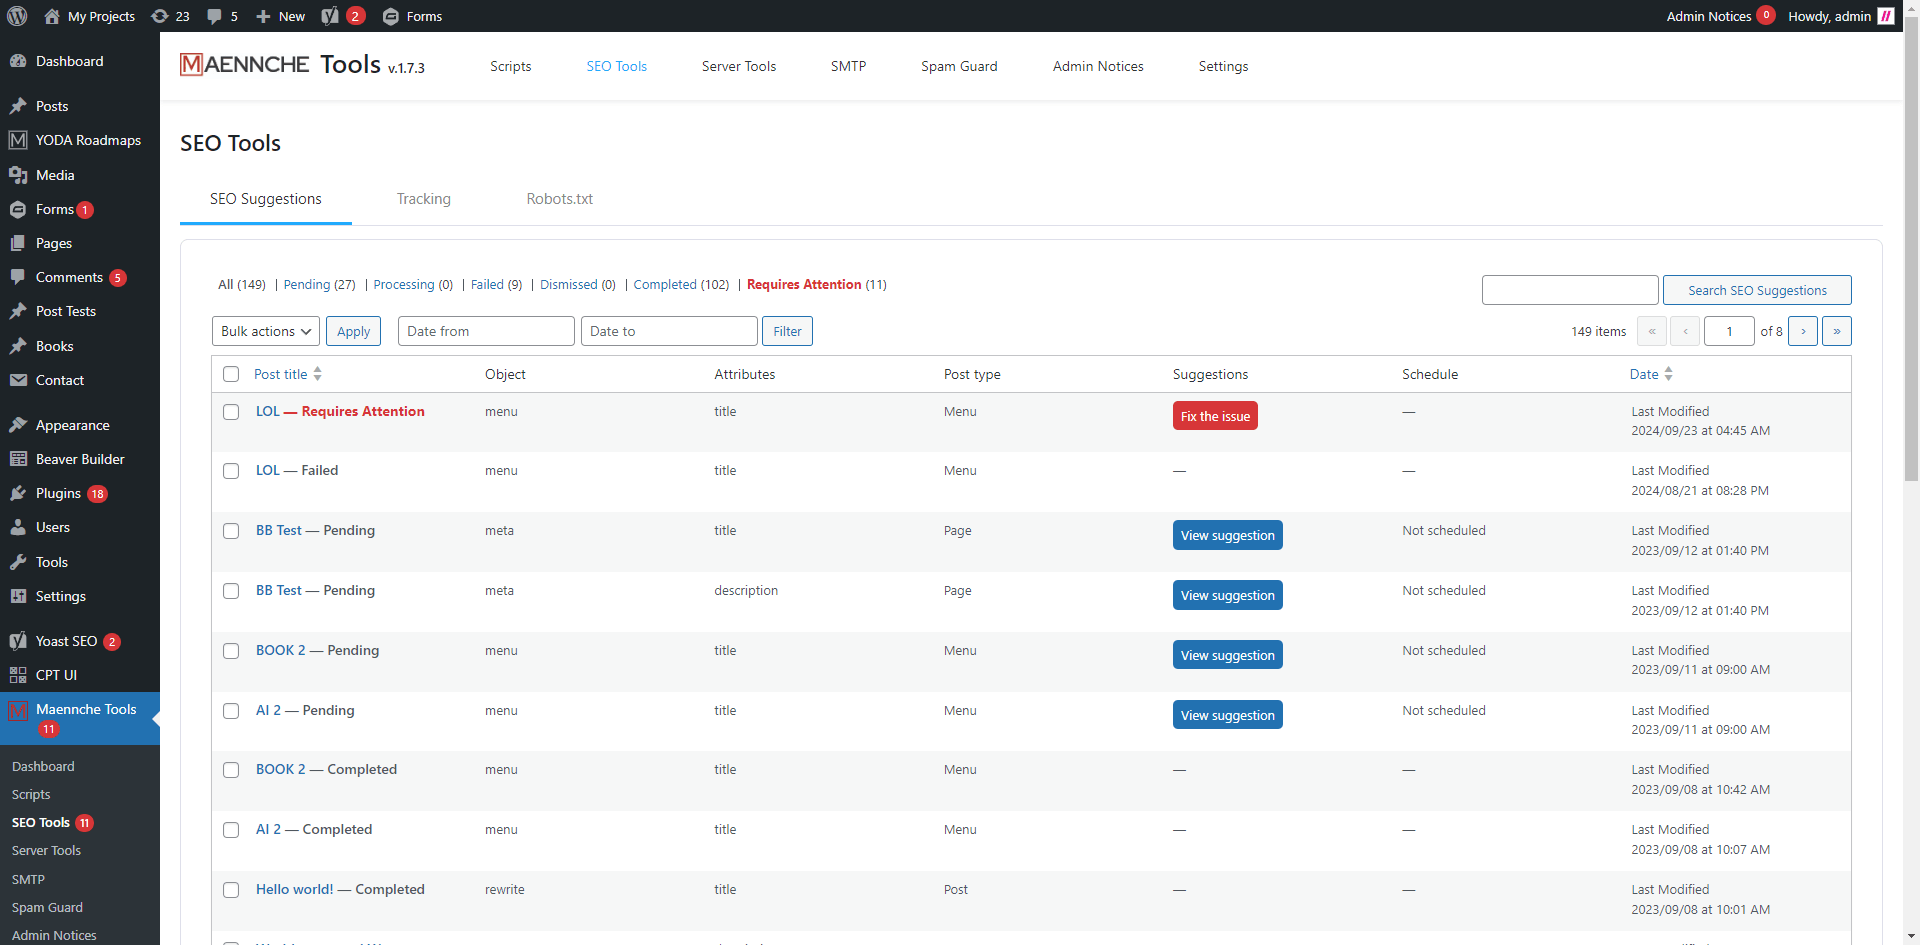 My Projects 23 5 New 2 Forms Admin Notices 0 Howdy, admin
Dashboard
Posts
YODA Roadmaps
Media
Forms 1
Pages
Comments 5
Post Tests
Books
Contact
Appearance
Beaver Builder
Plugins 18
Users
Tools
Settings
Yoast SEO 2
CPT UI
Maennche Tools
11
Dashboard
Scripts
SEO Tools 11
Server Tools
SMTP
Spam Guard
Admin Notices
MAENNCHE Tools v.1.7.3 Scripts SEO Tools Server Tools SMTP Spam Guard Admin Notices Settings
SEO Tools
SEO Suggestions Tracking Robots.txt
All (149) | Pending (27) | Processing (0) | Failed (9) | Dismissed (0) | Completed (102) | Requires Attention (11)
Search SEO Suggestions
Bulk actions Apply Date from Date to Filter 149 items « ‹ 1 of 8 › »
Post title Object Attributes Post type Suggestions Schedule Date
LOL — Requires Attention menu title Menu Fix the issue — Last Modified
2024/09/23 at 04:45 AM
LOL — Failed menu title Menu — — Last Modified
2024/08/21 at 08:28 PM
BB Test — Pending meta title Page View suggestion Not scheduled Last Modified
2023/09/12 at 01:40 PM
BB Test — Pending meta description Page View suggestion Not scheduled Last Modified
2023/09/12 at 01:40 PM
BOOK 2 — Pending menu title Menu View suggestion Not scheduled Last Modified
2023/09/11 at 09:00 AM
AI 2 — Pending menu title Menu View suggestion Not scheduled Last Modified
2023/09/11 at 09:00 AM
BOOK 2 — Completed menu title Menu — — Last Modified
2023/09/08 at 10:42 AM
AI 2 — Completed menu title Menu — — Last Modified
2023/09/08 at 10:07 AM
Hello world! — Completed rewrite title Post — — Last Modified
2023/09/08 at 10:01 AM